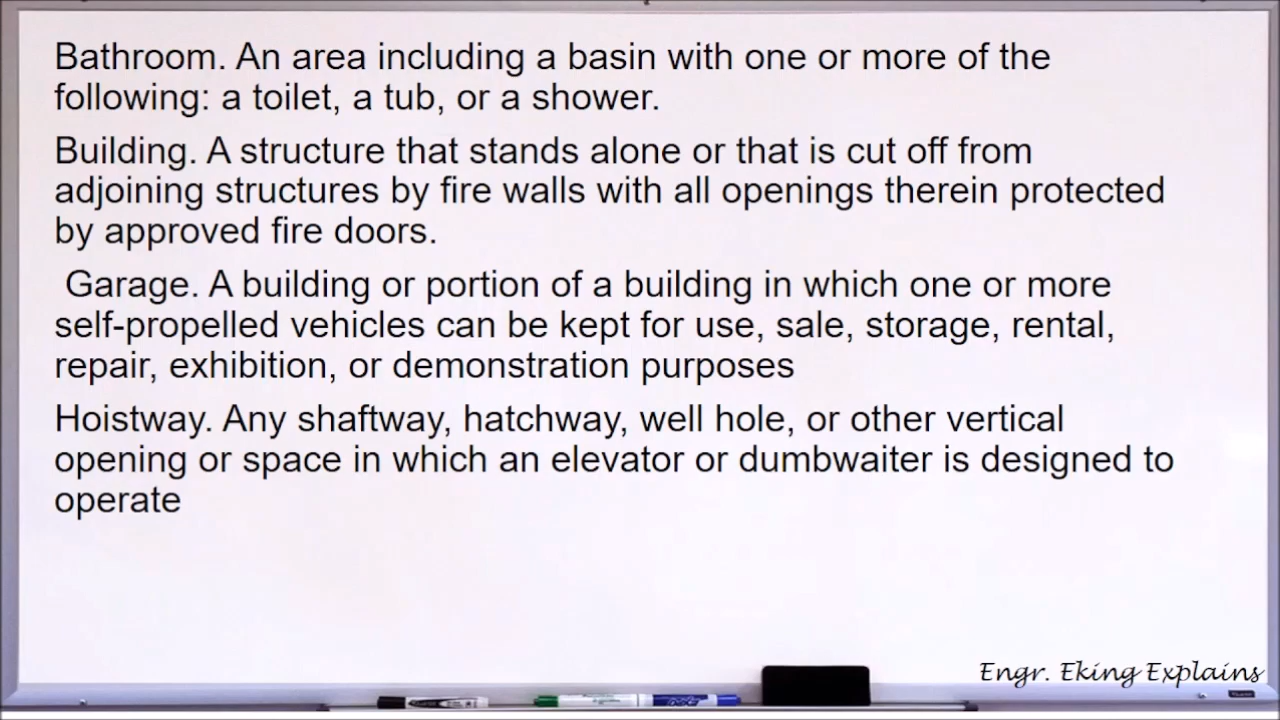 Bathroom. An area including a basin with one or more of the
following: a toilet, a tub, or a shower.
Building. A structure that stands alone or that is cut off from
adjoining structures by fire walls with all openings therein protected
by approved fire doors.
Garage. A building or portion of a building in which one or more
self-propelled vehicles can be kept for use, sale, storage, rental,
repair, exhibition, or demonstration purposes
Hoistway. Any shaftway, hatchway, well hole, or other vertical
opening or space in which an elevator or dumbwaiter is designed to
operate
Engr. Eking Explains